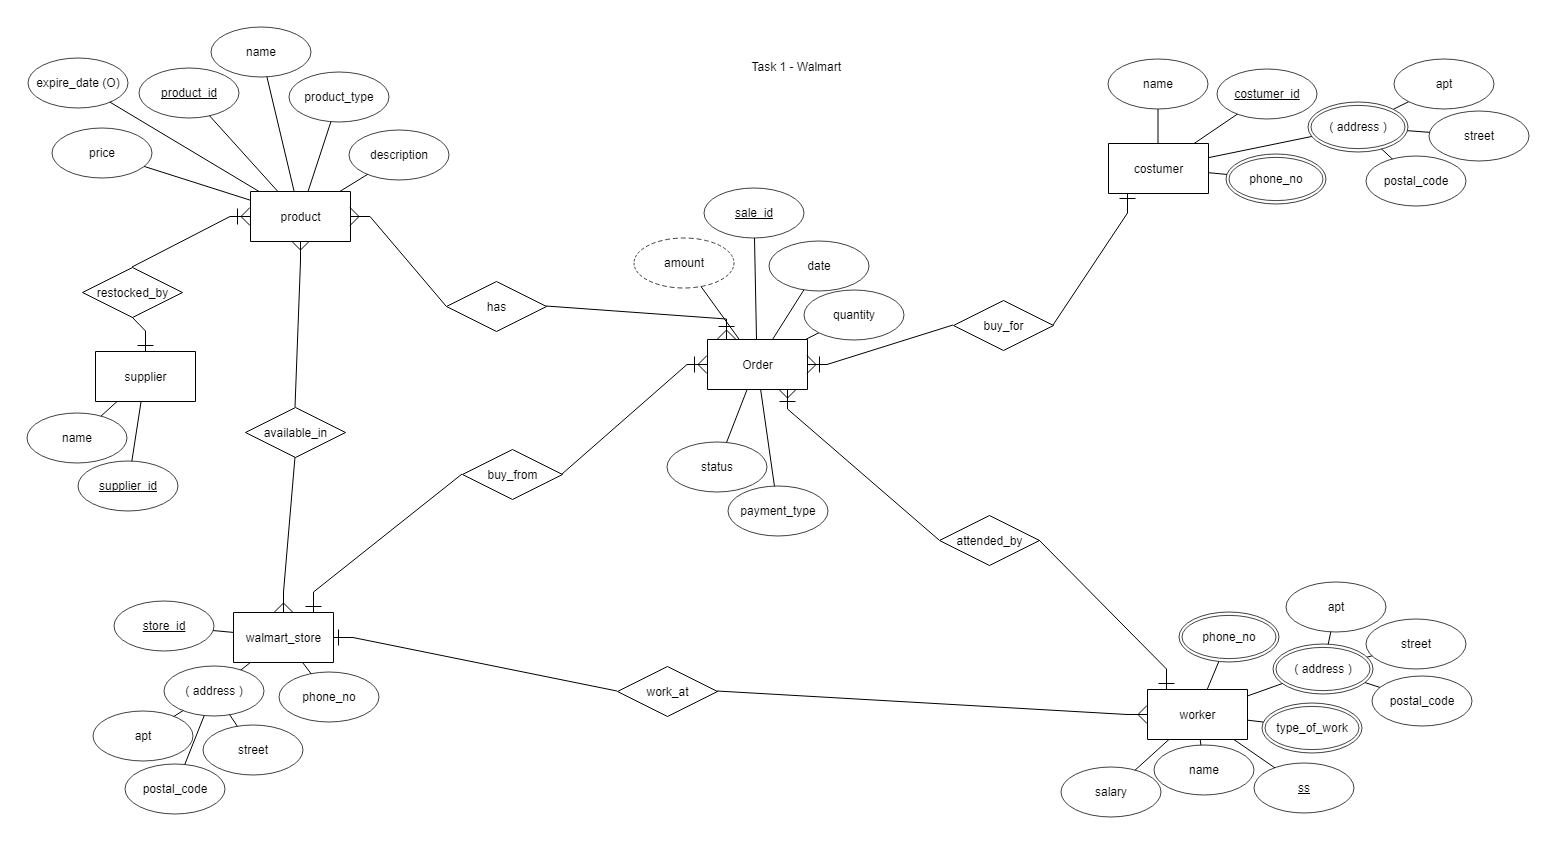 Task 1 - Walmart
name
expire_date (O)
product_id
product_type
price
description
product
restocked_by
supplier
name
supplier_id
available_in
has
sale_id
amount
date
quantity
Order
status
payment_type
buy_for
name
costumer_id
apt
( address )
street
costumer
phone_no
postal_code
buy_from
attended_by
store_id
walmart_store
( address )
phone_no
apt
street
postal_code
work_at
apt
phone_no
street
( address )
postal_code
worker
type_of_work
name
salary
ss